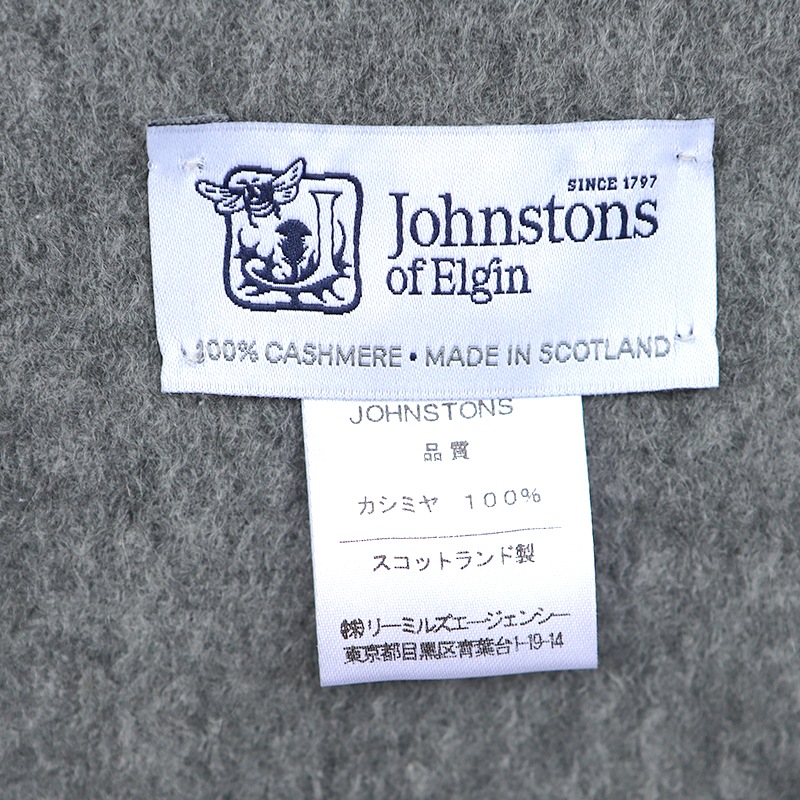 SINCE 1797
Johnstons
of Elgin
100% CASHMERE • MADE IN SCOTLAND
JOHNSTONS
品質
カシミヤ 100%
スコットランド製
㈱リーミルズエージェンシー
東京都目黒区青葉台1-19-14